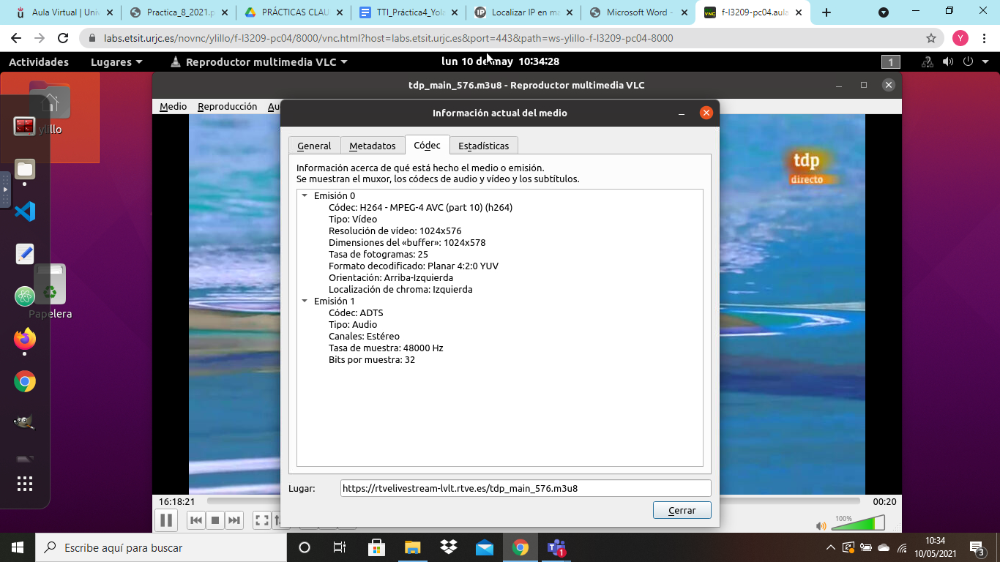 Aula Virtual | Univ
Practica_8_2021.p
PRÁCTICAS CLAU
TTI_Práctica4_Yola
Localizar IP en ma
Microsoft Word -
f-l3209-pc04.aula
labs.etsit.urjc.es/novnc/ylillo/f-l3209-pc04/8000/vnc.html?host=labs.etsit.urjc.es&port=443&path=ws-ylillo-f-l3209-pc04-8000
Y
Actividades
Lugares
Reproductor multimedia VLC
lun 10 de may 10:34:28
1
tdp_main_576.m3u8 - Reproductor multimedia VLC
Medio
Reproducción
Au
ylillo
Papelera
Información actual del medio
General
Metadatos
Códec
Estadísticas
Información acerca de qué está hecho el medio o emisión.
Se muestran el muxor, los códecs de audio y vídeo y los subtítulos.
Emisión 0
Códec: H264 - MPEG-4 AVC (part 10) (h264)
Tipo: Vídeo
Resolución de vídeo: 1024x576
Dimensiones del «buffer»: 1024x578
Tasa de fotogramas: 25
Formato decodificado: Planar 4:2:0 YUV
Orientación: Arriba-Izquierda
Localización de chroma: Izquierda
Emisión 1
Códec: ADTS
Tipo: Audio
Canales: Estéreo
Tasa de muestra: 48000 Hz
Bits por muestra: 32
tdp
directo
Lugar:
https://rtvelivestream-lvlt.rtve.es/tdp_main_576.m3u8
Cerrar
16:18:21
00:20
100%
Escribe aquí para buscar
1
10:34
10/05/2021
3